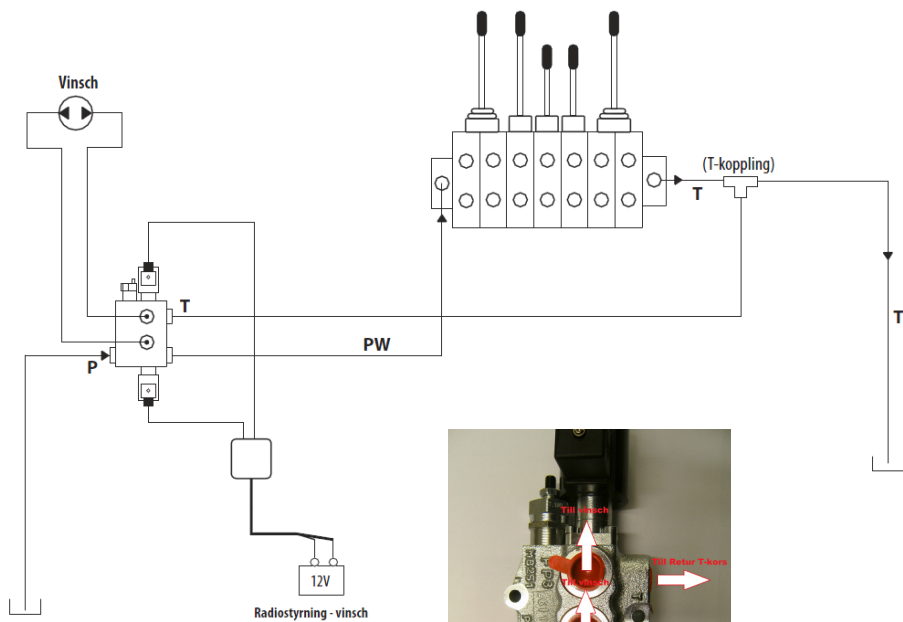 Vinsch
(T-koppling)
T
T
T
PW
P
12V
Radiostyrning - vinsch
Till vinsch
Till vinsch
Till Retur T-kors
T